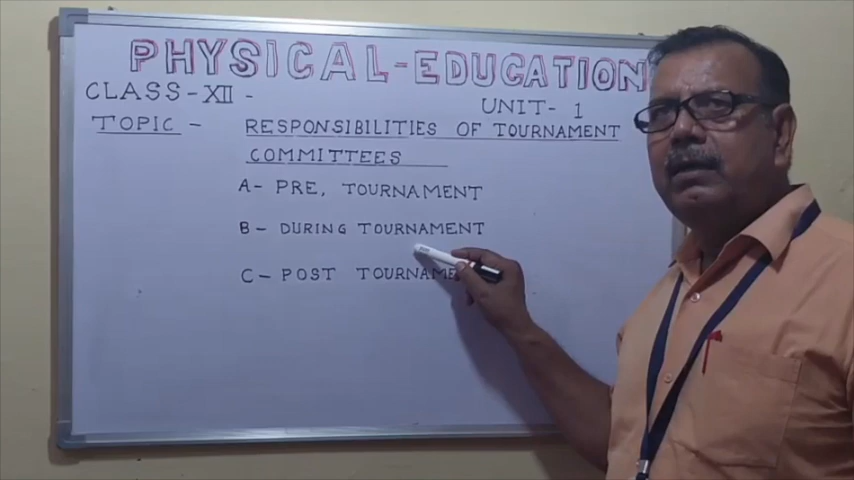 PHYSICAL-EDUCATION
CLASS-XII -
UNIT- 1
TOPIC - RESPONSIBILITIES OF TOURNAMENT
COMMITTEES
A- PRE, TOURNAMENT
B- DURING TOURNAMENT
C- POST